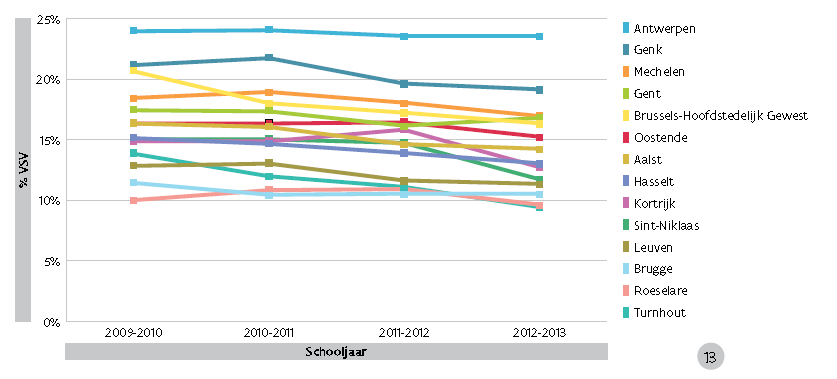 25%
20%
15%
10%
5%
0%
% VSV
2009-2010
2010-2011
2011-2012
2012-2013
Schooljaar
Antwerpen
Genk
Mechelen
Gent
Brussels-Hoofdstedelijk Gewest
Oostende
Aalst
Hasselt
Kortrijk
Sint-Niklaas
Leuven
Brugge
Roeselare
Turnhout
13